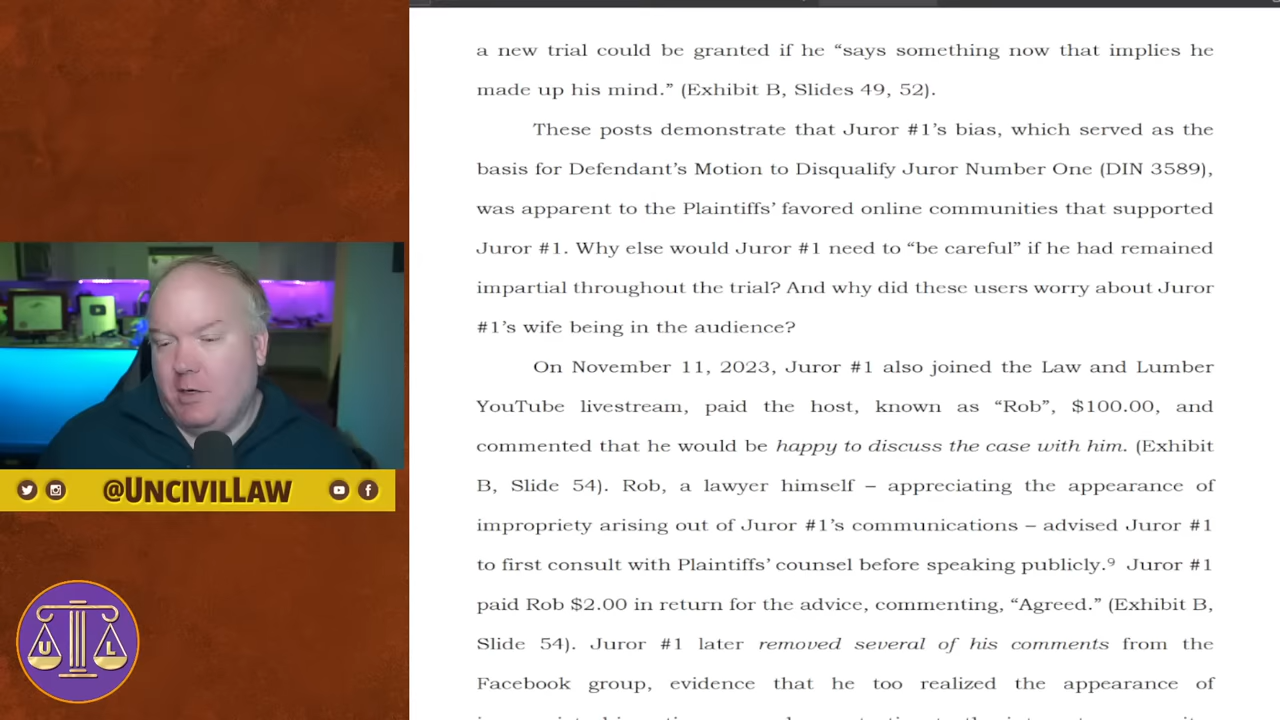 a new trial could be granted if he “says something now that implies he
made up his mind.” (Exhibit B, Slides 49, 52).
These posts demonstrate that Juror #1’s bias, which served as the
basis for Defendant’s Motion to Disqualify Juror Number One (DIN 3589),
was apparent to the Plaintiffs’ favored online communities that supported
Juror #1. Why else would Juror #1 need to “be careful” if he had remained
impartial throughout the trial? And why did these users worry about Juror
#1’s wife being in the audience?
On November 11, 2023, Juror #1 also joined the Law and Lumber
YouTube livestream, paid the host, known as “Rob”, $100.00, and
commented that he would be happy to discuss the case with him. (Exhibit
B, Slide 54). Rob, a lawyer himself – appreciating the appearance of
impropriety arising out of Juror #1’s communications – advised Juror #1
to first consult with Plaintiffs’ counsel before speaking publicly.⁹ Juror #1
paid Rob $2.00 in return for the advice, commenting, “Agreed.” (Exhibit B,
Slide 54). Juror #1 later removed several of his comments from the
Facebook group, evidence that he too realized the appearance of
@UNCIVILLAW
U L